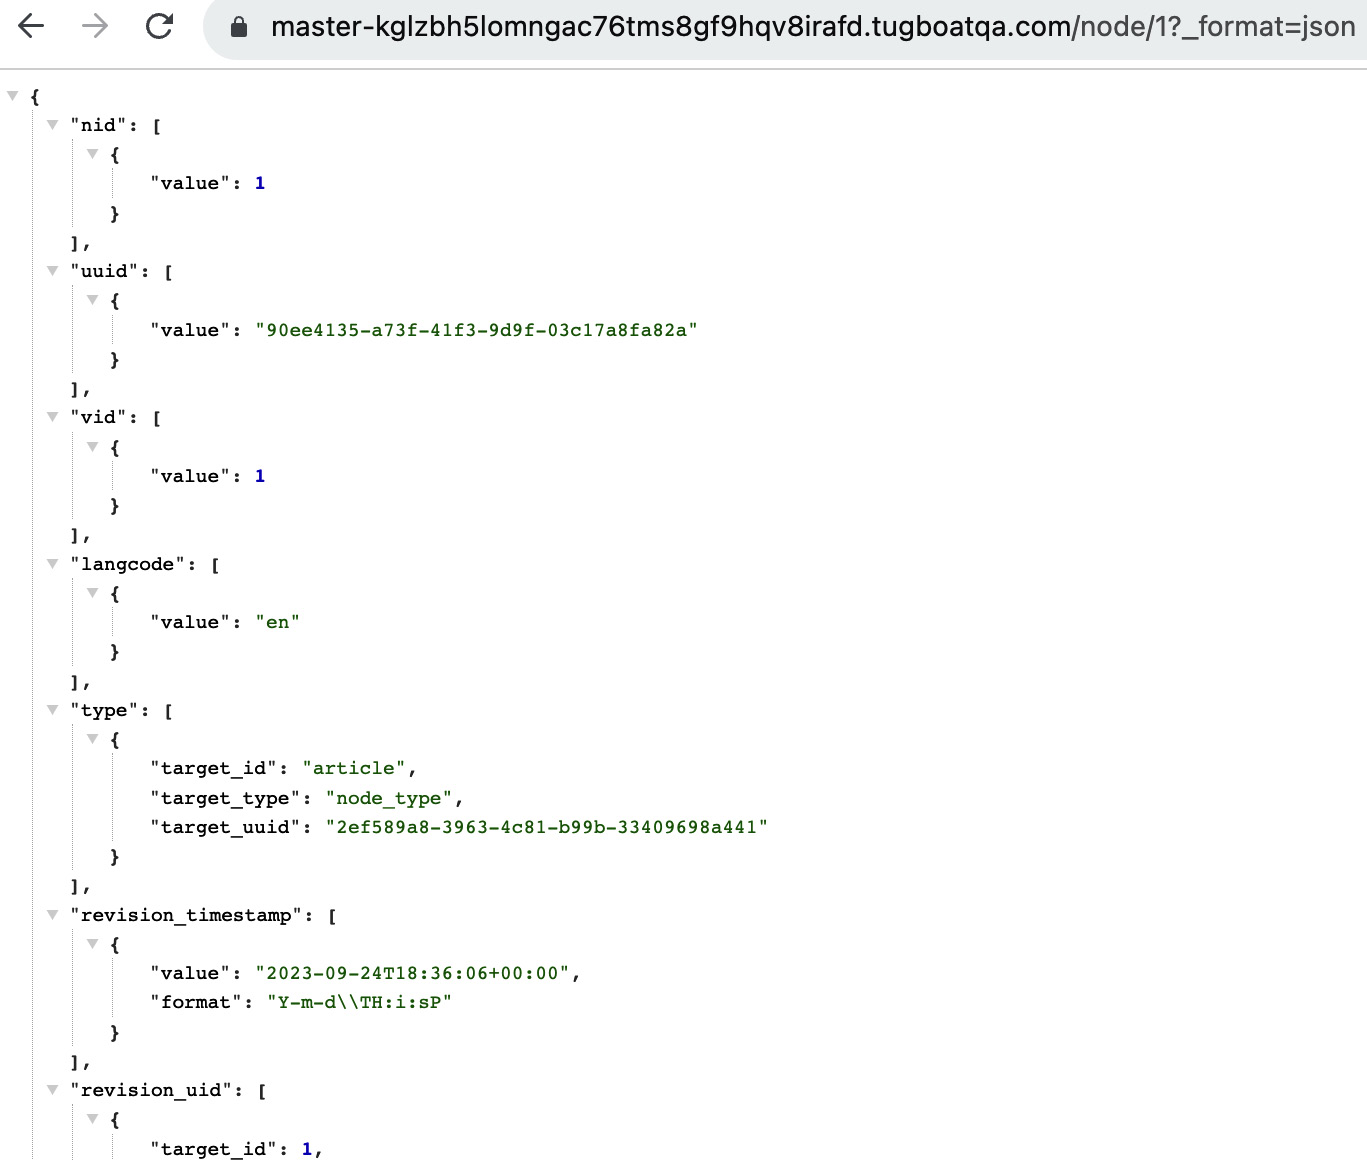 master-kglzbh5lomngac76tms8gf9hqv8irafd.tugboatqa.com/node/1?_format=json
{
"nid": [
{
"value": 1
}
],
"uuid": [
{
"value": "90ee4135-a73f-41f3-9d9f-03c17a8fa82a"
}
],
"vid": [
{
"value": 1
}
],
"langcode": [
{
"value": "en"
}
],
"type": [
{
"target_id": "article",
"target_type": "node_type",
"target_uuid": "2ef589a8-3963-4c81-b99b-33409698a441"
}
],
"revision_timestamp": [
{
"value": "2023-09-24T18:36:06+00:00",
"format": "Y-m-d\\TH:i:sP"
}
],
"revision_uid": [
{
"target_id": 1,